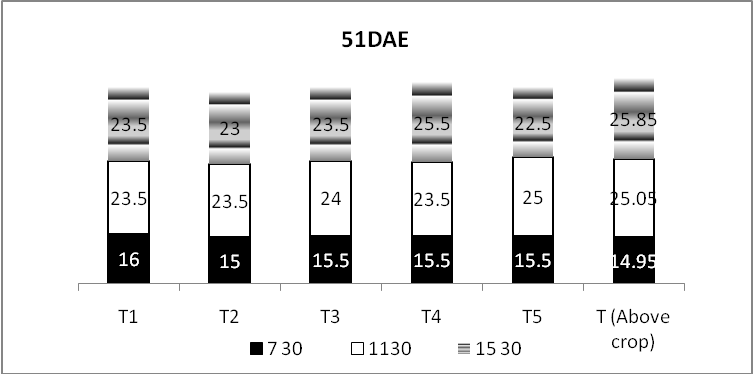 51DAE
23.5 23 23.5 25.5 22.5 25.85
23.5 23.5 24 23.5 25 25.05
16 15 15.5 15.5 15.5 14.95
T1 T2 T3 T4 T5 T (Above
crop)
7 30 1130 15 30